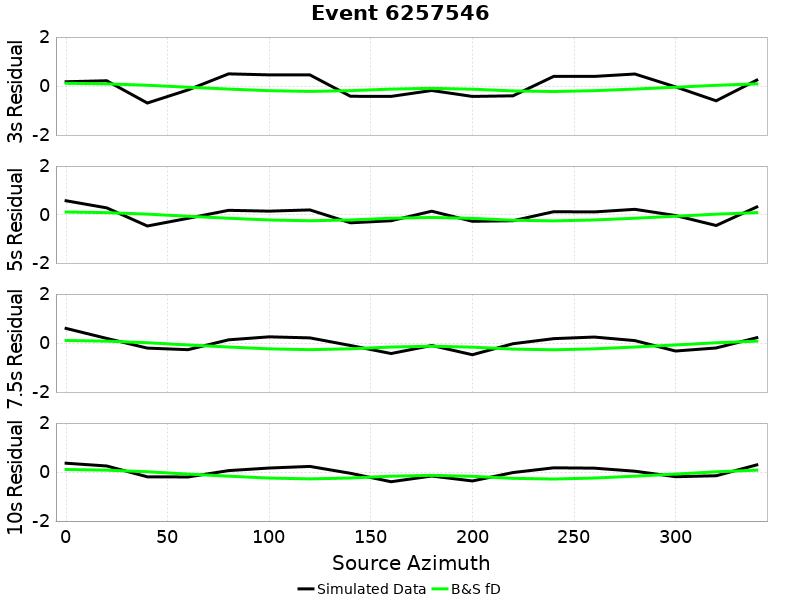 Event 6257546
3s Residual
2
0
-2
5s Residual
2
0
-2
7.5s Residual
2
0
-2
10s Residual
2
0
-2
0 50 100 150 200 250 300
Source Azimuth
Simulated Data B&S fD